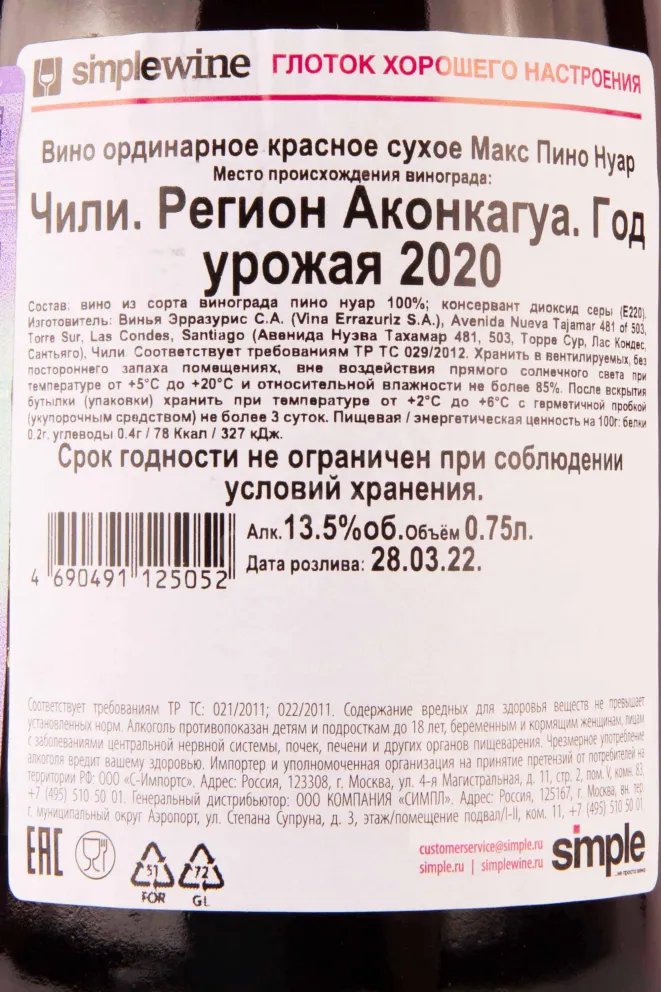 simplewine ГЛОТОК ХОРОШЕГО НАСТРОЕНИЯ
Вино ординарное красное сухое Макс Пино Нуар
Место происхождения винограда:
Чили. Регион Аконкагуа. Год
урожая 2020
Состав: вино из сорта винограда пино нуар 100%; консервант диоксид серы (E220).
Изготовитель: Винья Эрразурис С.А. (Vina Errazuriz S.A.), Avenida Nueva Tajamar 481 of 503,
Torre Sur, Las Condes, Santiago (Авенида Нуэва Тахамар 481, 503, Торре Сур, Лас Кондес,
Сантьяго), Чили. Соответствует требованиям ТР ТС 029/2012. Хранить в вентилируемых, без
постороннего запаха помещениях, вне воздействия прямого солнечного света при
температуре от +5°С до +20°С и относительной влажности не более 85%. После вскрытия
бутылки (упаковки) хранить при температуре от +2°С до +6°С с герметичной пробкой
(укупорочным средством) не более 3 суток. Пищевая / энергетическая ценность на 100г: белки
0.2г, углеводы 0.4г / 78 Ккал / 327 кДж.
Срок годности не ограничен при соблюдении
условий хранения.
Алк. 13.5%об. Объём 0.75л.
Дата розлива: 28.03.22.
4 690491 125052
Соответствует требованиям ТР ТС: 021/2011; 022/2011. Содержание вредных для здоровья веществ не превышает
установленных норм. Алкоголь противопоказан детям и подросткам до 18 лет, беременным и кормящим женщинам, лицам
с заболеваниями центральной нервной системы, почек, печени и других органов пищеварения. Чрезмерное употребление
алкоголя вредит вашему здоровью. Импортер и уполномоченная организация на принятие претензий от потребителей на
территории РФ: ООО «С-Импортс». Адрес: Россия, 123308, г. Москва, ул. 4-я Магистральная, д. 11, стр. 2, пом. V, комн. 83,
+7 (495) 510 50 01. Генеральный дистрибьютор: ООО КОМПАНИЯ «СИМПЛ». Адрес: Россия, 125167, г. Москва, вн. тер.
г. муниципальный округ Аэропорт, ул. Степана Супруна, д. 3, этаж/помещение подвал/I-II, ком. 11, +7 (495) 510 50 01
EAC
51
FOR
72
GL
customerservice@simple.ru
simple.ru | simplewine.ru
simple
...не просто вино